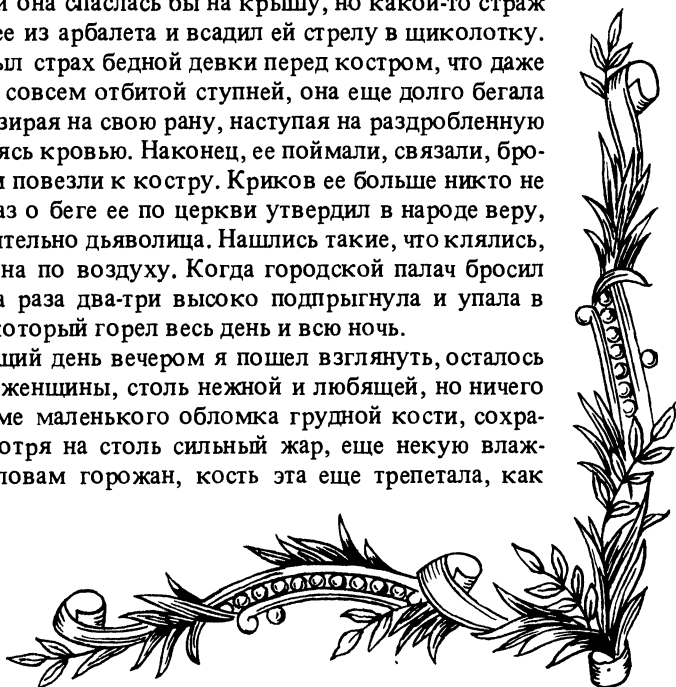 она спаслась бы на крышу, но какой-то страж
ее из арбалета и всадил ей стрелу в щиколотку.
страх бедной девки перед костром, что даже
совсем отбитой ступней, она еще долго бегала
зирая на свою рану, наступая на раздробленную
ясь кровью. Наконец, ее поймали, связали, бро-
и повезли к костру. Криков ее больше никто не
аз о беге ее по церкви утвердил в народе веру,
ительно дьяволица. Нашлись такие, что клялись,
на по воздуху. Когда городской палач бросил
а раза два-три высоко подпрыгнула и упала в
который горел весь день и всю ночь.
щий день вечером я пошел взглянуть, осталось
женщины, столь нежной и любящей, но ничего
ме маленького обломка грудной кости, сохра-
отря на столь сильный жар, еще некую влаж-
ловам горожан, кость эта еще трепетала, как